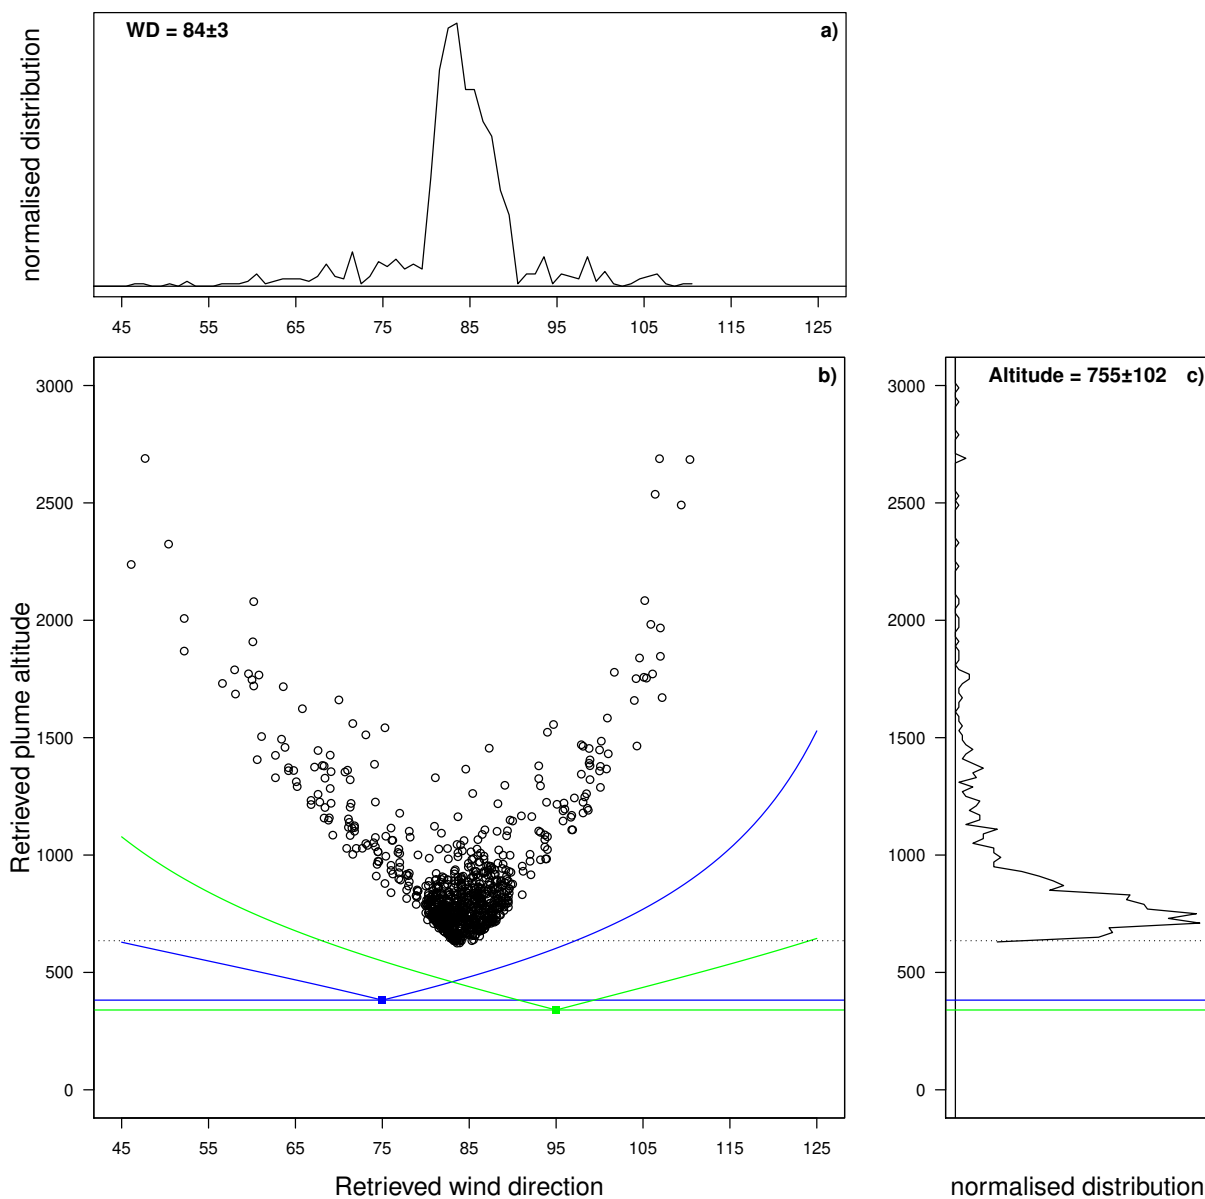 WD = 84±3
a)
normalised distribution
45 55 65 75 85 95 105 115 125
b)
3000
2500
2000
1500
1000
500
0
Retrieved plume altitude
45 55 65 75 85 95 105 115 125
Retrieved wind direction
Altitude = 755±102 c)
3000
2500
2000
1500
1000
500
0
normalised distribution